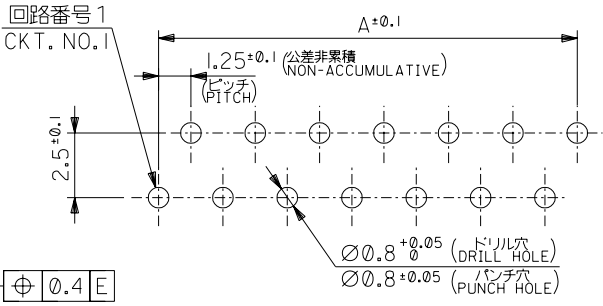 回路番号1
CKT. NO.1
A±0.1
1.25±0.1 (公差非累積
NON-ACCUMULATIVE)
(ピッチ
PITCH)
2.5±0.1
Ø0.8 +0.05 0 (ドリル穴
DRILL HOLE)
Ø0.8 ±0.05 (パンチ穴
PUNCH HOLE)
⌖ 0.4 E